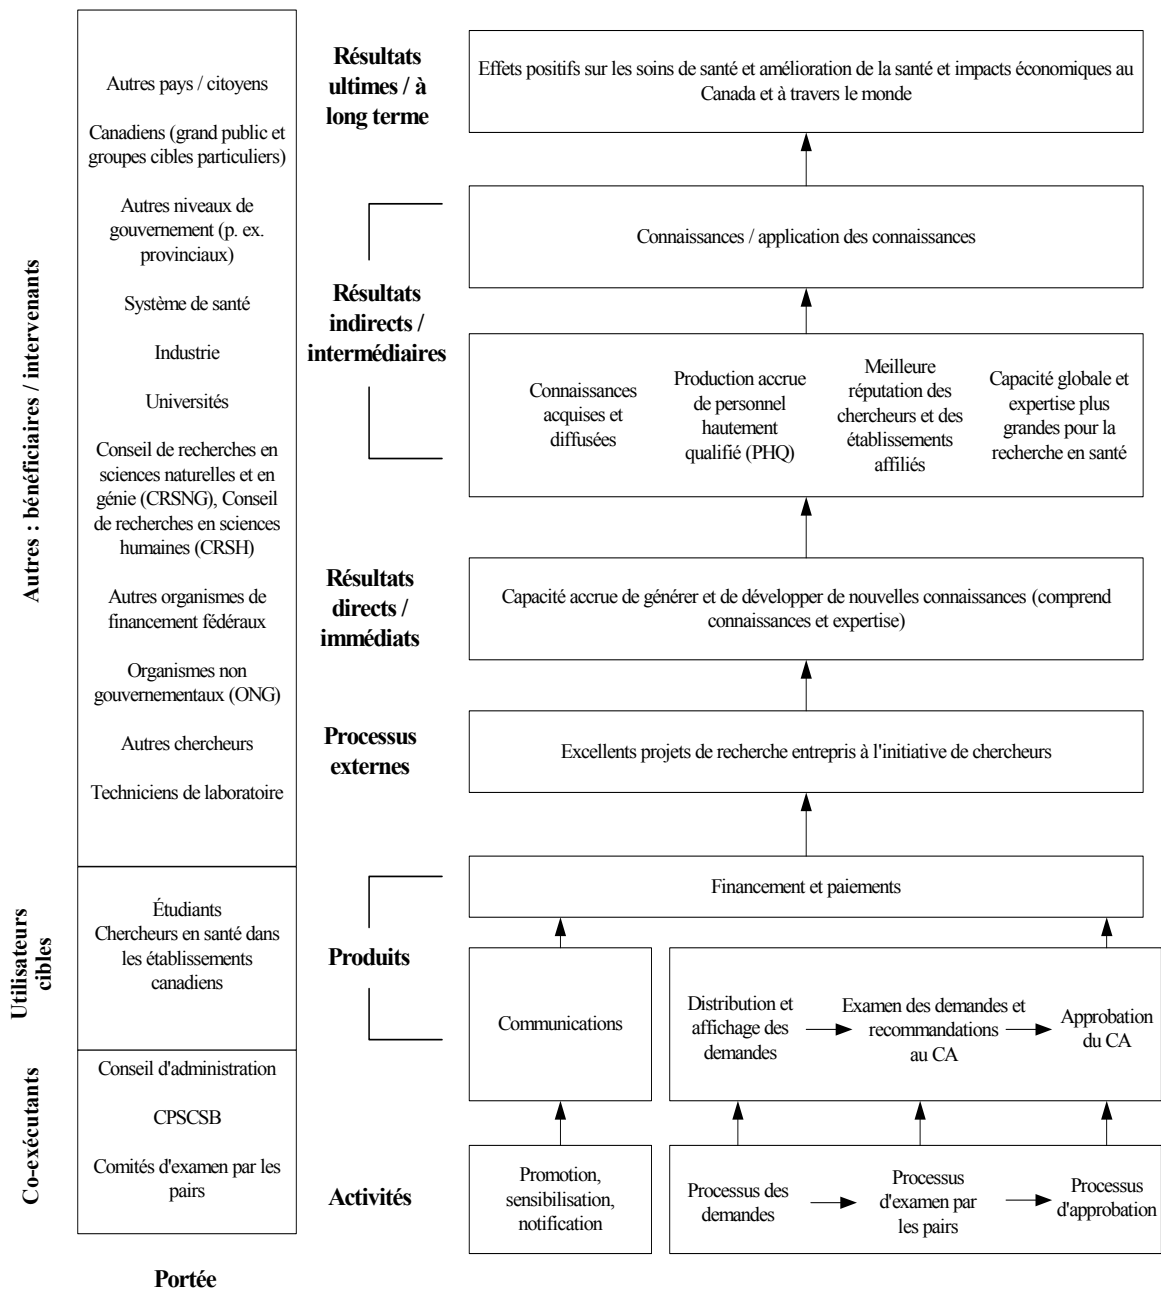 Autres : bénéficiaires / intervenants
Autres pays / citoyens
Canadiens (grand public et
groupes cibles particuliers)
Autres niveaux de
gouvernement (p. ex.
provinciaux)
Système de santé
Industrie
Universités
Conseil de recherches en
sciences naturelles et en
génie (CRSNG), Conseil
de recherches en sciences
humaines (CRSH)
Autres organismes de
financement fédéraux
Organismes non
gouvernementaux (ONG)
Autres chercheurs
Techniciens de laboratoire
Utilisateurs
cibles
Étudiants
Chercheurs en santé dans
les établissements
canadiens
Co-exécutants
Conseil d'administration
CPSCSB
Comités d'examen par les
pairs
Portée
Résultats
ultimes / à
long terme
Effets positifs sur les soins de santé et amélioration de la santé et impacts économiques au
Canada et à travers le monde
Résultats
indirects /
intermédiaires
Connaissances / application des connaissances
Connaissances
acquises et
diffusées
Production accrue
de personnel
hautement
qualifié (PHQ)
Meilleure
réputation des
chercheurs et des
établissements
affiliés
Capacité globale et
expertise plus
grandes pour la
recherche en santé
Résultats
directs /
immédiats
Capacité accrue de générer et de développer de nouvelles connaissances (comprend
connaissances et expertise)
Processus
externes
Excellents projets de recherche entrepris à l'initiative de chercheurs
Produits
Financement et paiements
Communications
Distribution et
affichage des
demandes
Examen des demandes et
recommandations
au CA
Approbation
du CA
Activités
Promotion,
sensibilisation,
notification
Processus des
demandes
Processus
d'examen par
les pairs
Processus
d'approbation